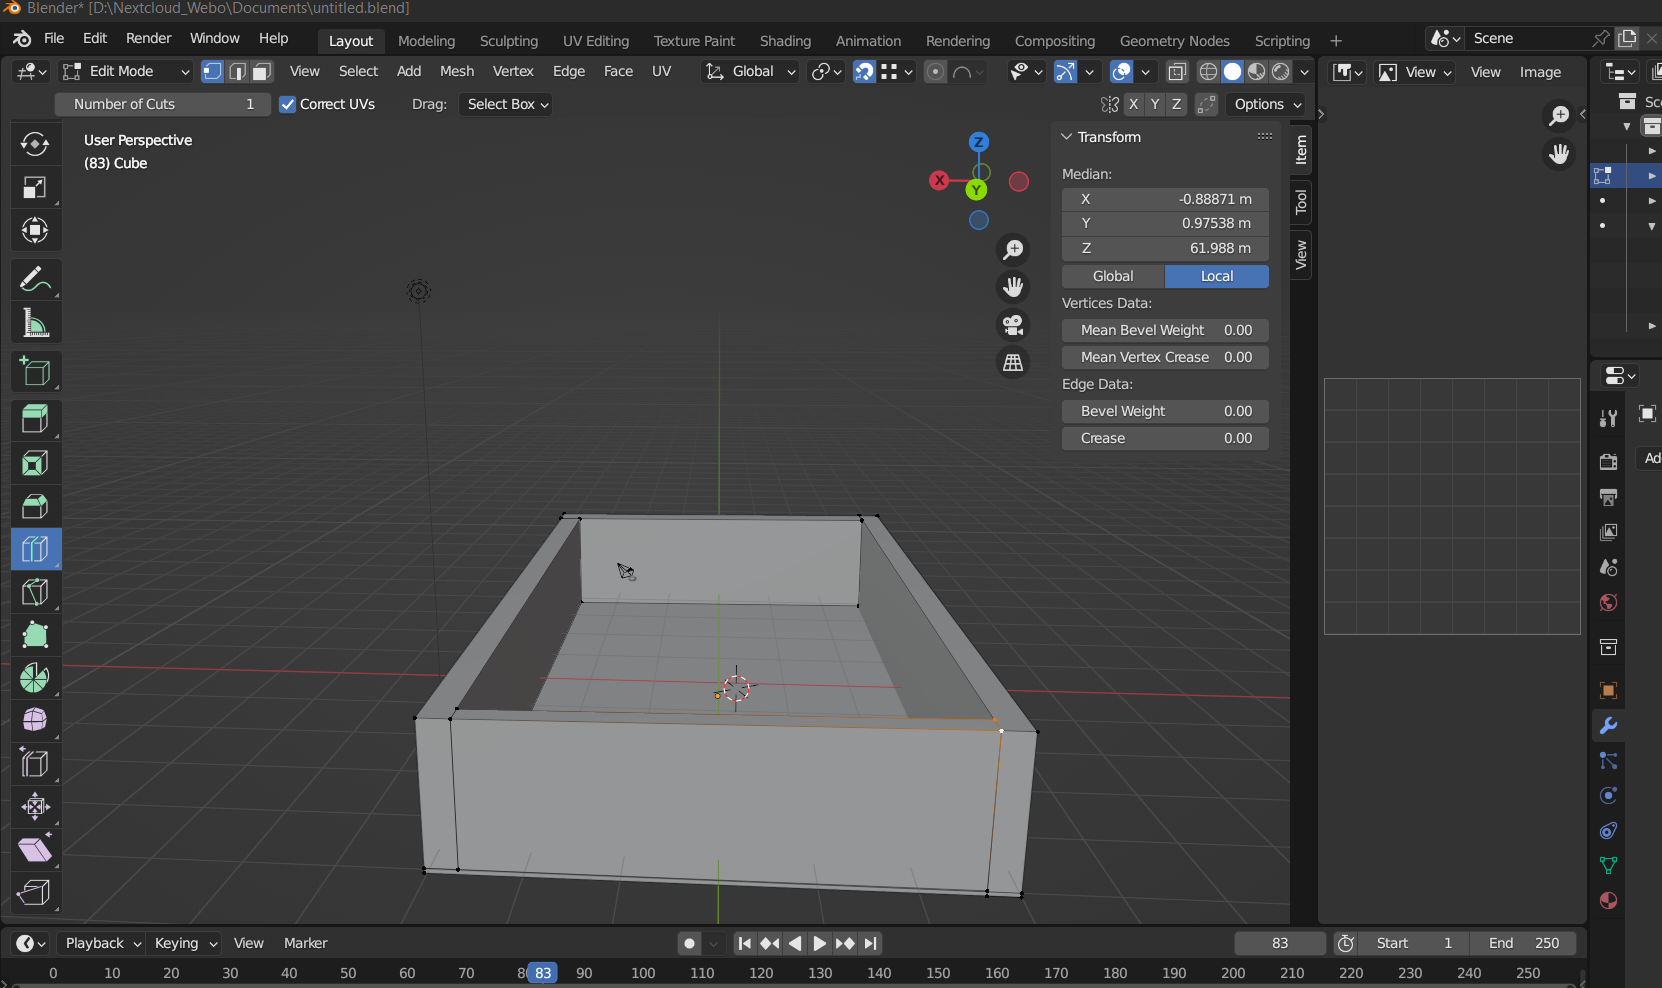 Blender* [D:\Nextcloud_Webo\Documents\untitled.blend]
File Edit Render Window Help Layout Modeling Sculpting UV Editing Texture Paint Shading Animation Rendering Compositing Geometry Nodes Scripting + Scene
Edit Mode View Select Add Mesh Vertex Edge Face UV Global View View Image
Number of Cuts 1 Correct UVs Drag: Select Box X Y Z Options
User Perspective
(83) Cube
Z
X
Y
Transform
Median:
X -0.88871 m
Y 0.97538 m
Z 61.988 m
Global Local
Vertices Data:
Mean Bevel Weight 0.00
Mean Vertex Crease 0.00
Edge Data:
Bevel Weight 0.00
Crease 0.00
Item
Tool
View
Sc
Ad
Playback Keying View Marker 83 Start 1 End 250
0 10 20 30 40 50 60 70 8 83 90 100 110 120 130 140 150 160 170 180 190 200 210 220 230 240 250